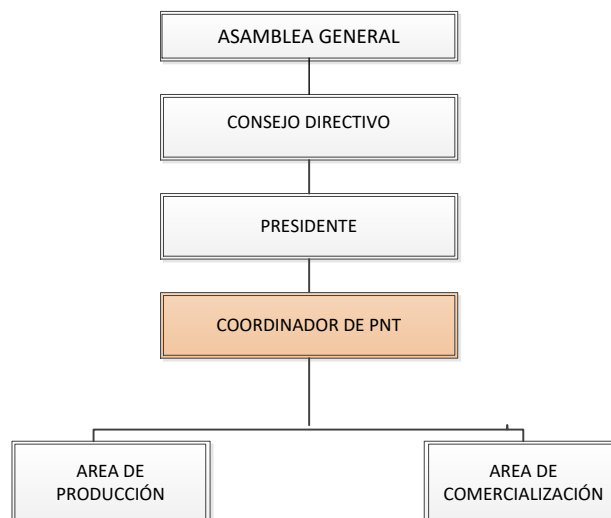 ASAMBLEA GENERAL
CONSEJO DIRECTIVO
PRESIDENTE
COORDINADOR DE PNT
AREA DE
PRODUCCIÓN
AREA DE
COMERCIALIZACIÓN